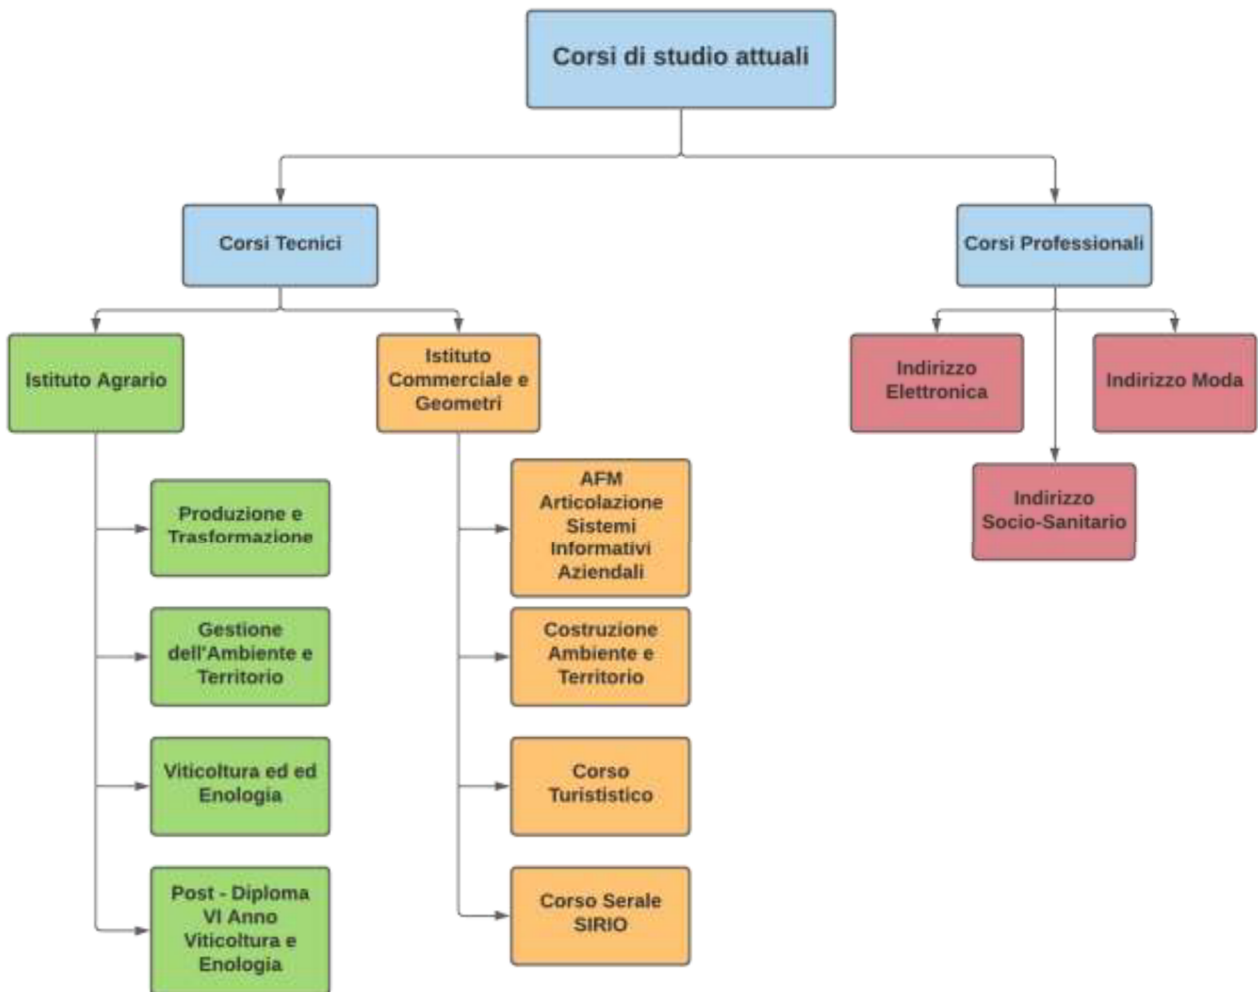 Corsi di studio attuali
Corsi Tecnici
Corsi Professionali
Istituto Agrario
Istituto
Commerciale e
Geometri
Indirizzo
Elettronica
Indirizzo Moda
Indirizzo
Socio-Sanitario
Produzione e
Trasformazione
Gestione
dell'Ambiente e
Territorio
Viticoltura ed ed
Enologia
Post - Diploma
VI Anno
Viticoltura e
Enologia
AFM
Articolazione
Sistemi
Informativi
Aziendali
Costruzione
Ambiente e
Territorio
Corso
Turististico
Corso Serale
SIRIO